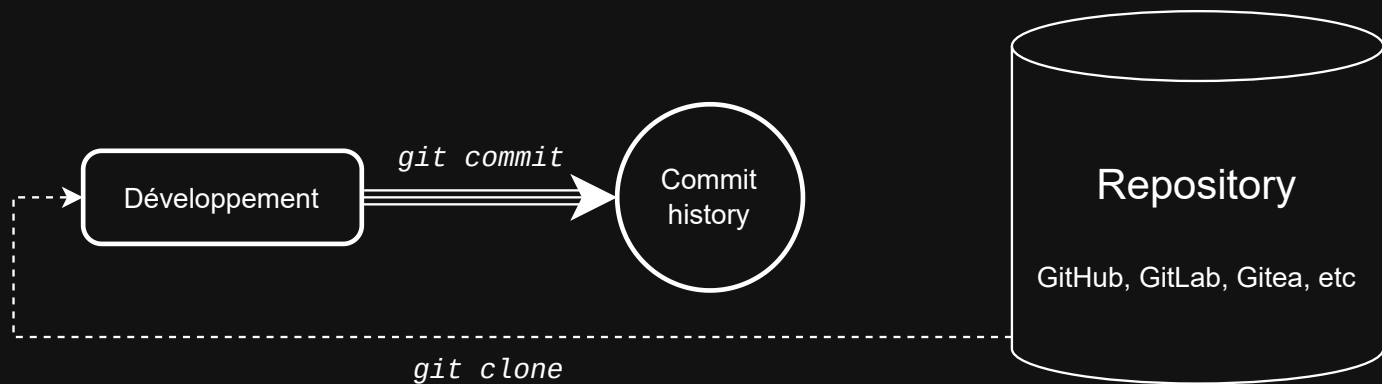 git commit
Développement
Commit
history
Repository
GitHub, GitLab, Gitea, etc
git clone